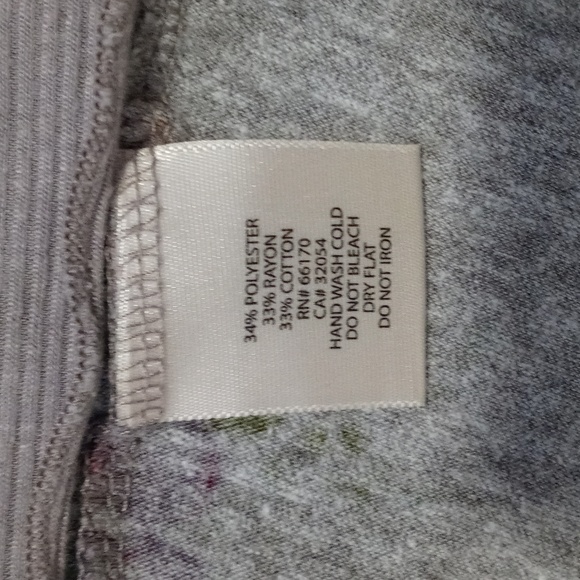 34% POLYESTER
33% RAYON
33% COTTON
RN# 66170
CA# 32054
HAND WASH COLD
DO NOT BLEACH
DRY FLAT
DO NOT IRON